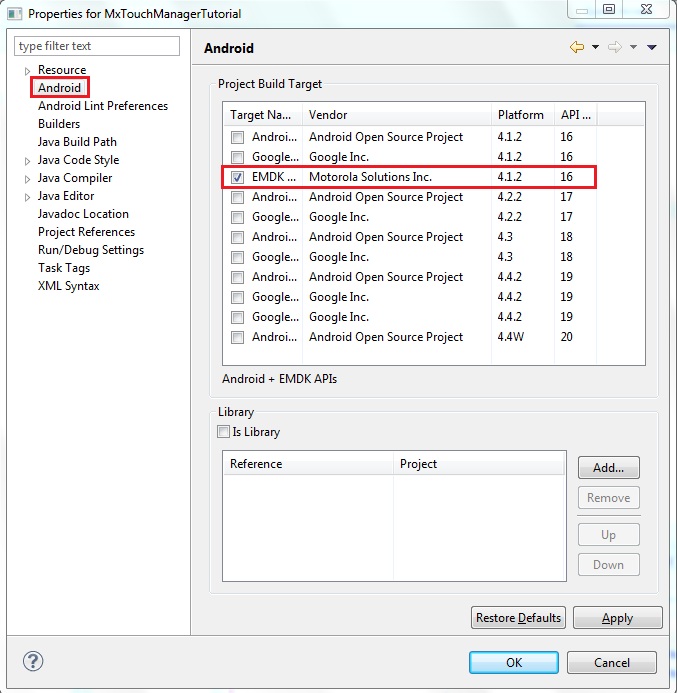 Properties for MxTouchManagerTutorial
type filter text
Resource
Android
Android Lint Preferences
Builders
Java Build Path
Java Code Style
Java Compiler
Java Editor
Javadoc Location
Project References
Run/Debug Settings
Task Tags
XML Syntax
Android
Project Build Target
Target Na... Vendor Platform API ...
Androi... Android Open Source Project 4.1.2 16
Google... Google Inc. 4.1.2 16
EMDK ... Motorola Solutions Inc. 4.1.2 16
Androi... Android Open Source Project 4.2.2 17
Google... Google Inc. 4.2.2 17
Androi... Android Open Source Project 4.3 18
Google... Google Inc. 4.3 18
Androi... Android Open Source Project 4.4.2 19
Google... Google Inc. 4.4.2 19
Google... Google Inc. 4.4.2 19
Androi... Android Open Source Project 4.4W 20
Android + EMDK APIs
Library
Is Library
Reference Project
Add...
Remove
Up
Down
Restore Defaults Apply
? OK Cancel